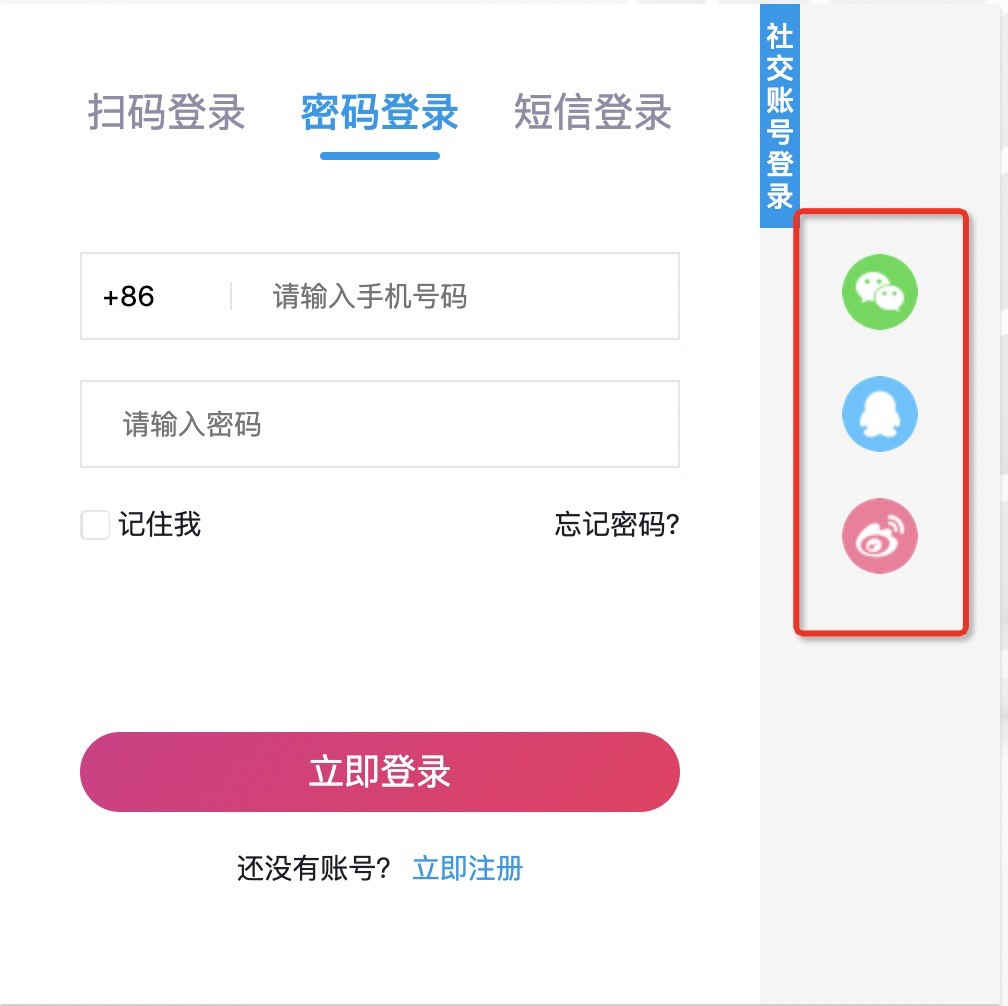 扫码登录 密码登录 短信登录
+86 请输入手机号码
请输入密码
记住我 忘记密码?
立即登录
还没有账号? 立即注册
社交账号登录